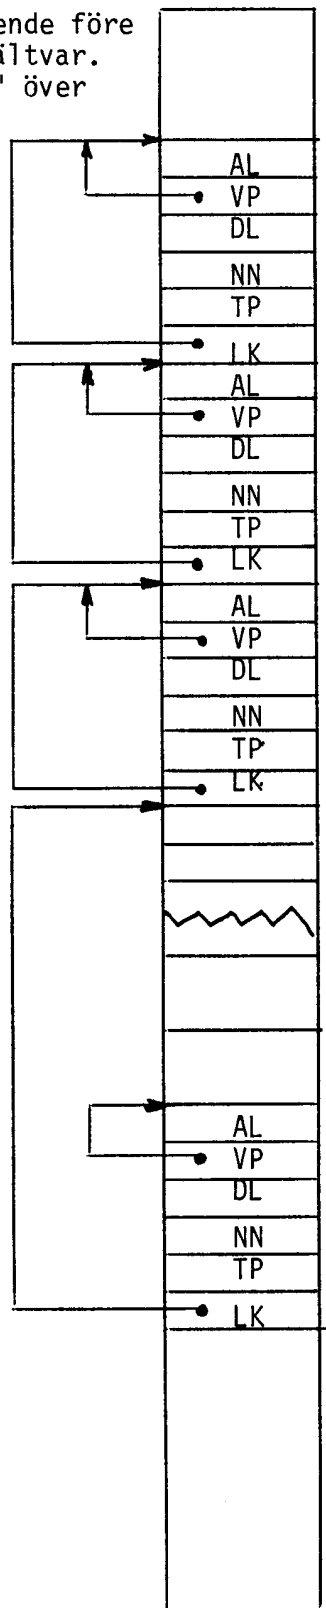 ende före
ältvar.
" över
AL
VP
DL
NN
TP
LK
AL
VP
DL
NN
TP
LK
AL
VP
DL
NN
TP
LK
AL
VP
DL
NN
TP
LK